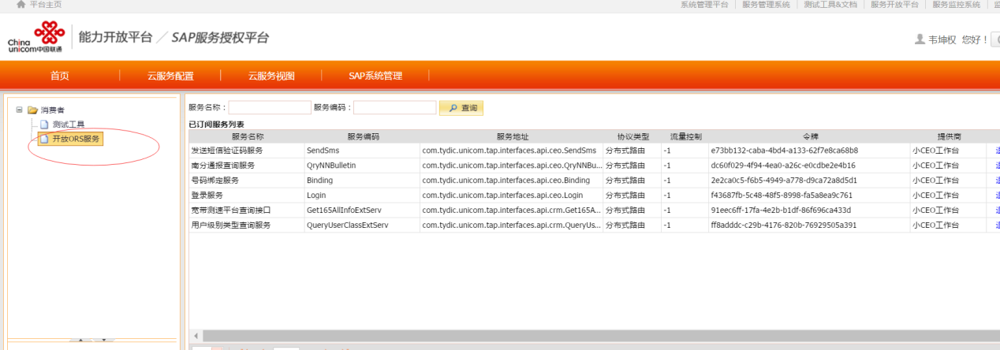 平台主页 系统管理平台 服务管理系统 测试工具&文档 服务开放平台 服务监控系统
China unicom中国联通 能力开放平台 / SAP服务授权平台 韦坤权 您好！
首页 云服务配置 云服务视图 SAP系统管理
消费者
测试工具
开放ORS服务
服务名称： 服务编码： 查询
已订阅服务列表
服务名称 服务编码 服务地址 协议类型 流量控制 令牌 提供商
发送短信验证码服务 SendSms com.tydic.unicom.tap.interfaces.api.ceo.SendSms 分布式路由 -1 e73bb132-caba-4bd4-a133-62f7e8ca68b8 小CEO工作台
南分通报查询服务 QryNNBulletin com.tydic.unicom.tap.interfaces.api.ceo.QryNNBu... 分布式路由 -1 dc60f029-4f94-4ea0-a26c-e0cdbe2e4b16 小CEO工作台
号码绑定服务 Binding com.tydic.unicom.tap.interfaces.api.ceo.Binding 分布式路由 -1 2e2ca0c5-f6b5-4949-a778-d9ca72a8d5d1 小CEO工作台
登录服务 Login com.tydic.unicom.tap.interfaces.api.ceo.Login 分布式路由 -1 f43687fb-5c48-48f5-8998-fa5a8ea9c761 小CEO工作台
宽带测速平台查询接口 Get165AllInfoExtServ com.tydic.unicom.tap.interfaces.api.crm.Get165A... 分布式路由 -1 91eec6ff-17fa-4e2b-b1df-86f696ca433d 小CEO工作台
用户级别类型查询服务 QueryUserClassExtServ com.tydic.unicom.tap.interfaces.api.crm.QueryUs... 分布式路由 -1 ff8adddc-c29b-4176-820b-76929505a391 小CEO工作台